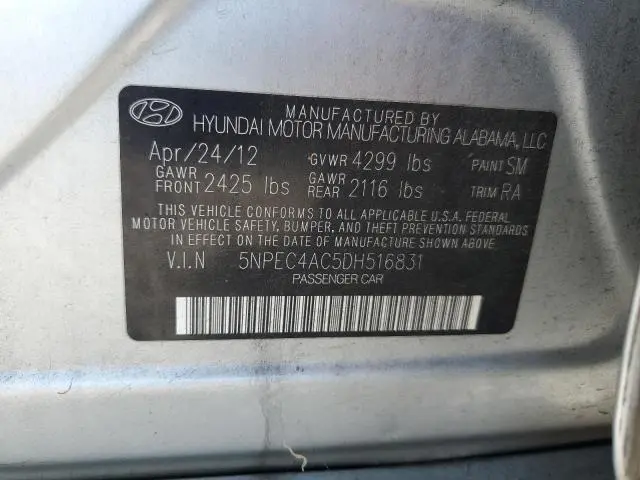 MANUFACTURED BY
HYUNDAI MOTOR MANUFACTURING ALABAMA, LLC
Apr/24/12 GVWR 4299 lbs PAINT SM
GAWR FRONT 2425 lbs GAWR REAR 2116 lbs TRIM RA
THIS VEHICLE CONFORMS TO ALL APPLICABLE U.S.A. FEDERAL
MOTOR VEHICLE SAFETY, BUMPER, AND THEFT PREVENTION
STANDARDS IN EFFECT ON THE DATE OF MANUFACTURE SHOWN ABOVE.
V.I.N 5NPEC4AC5DH516831
PASSENGER CAR